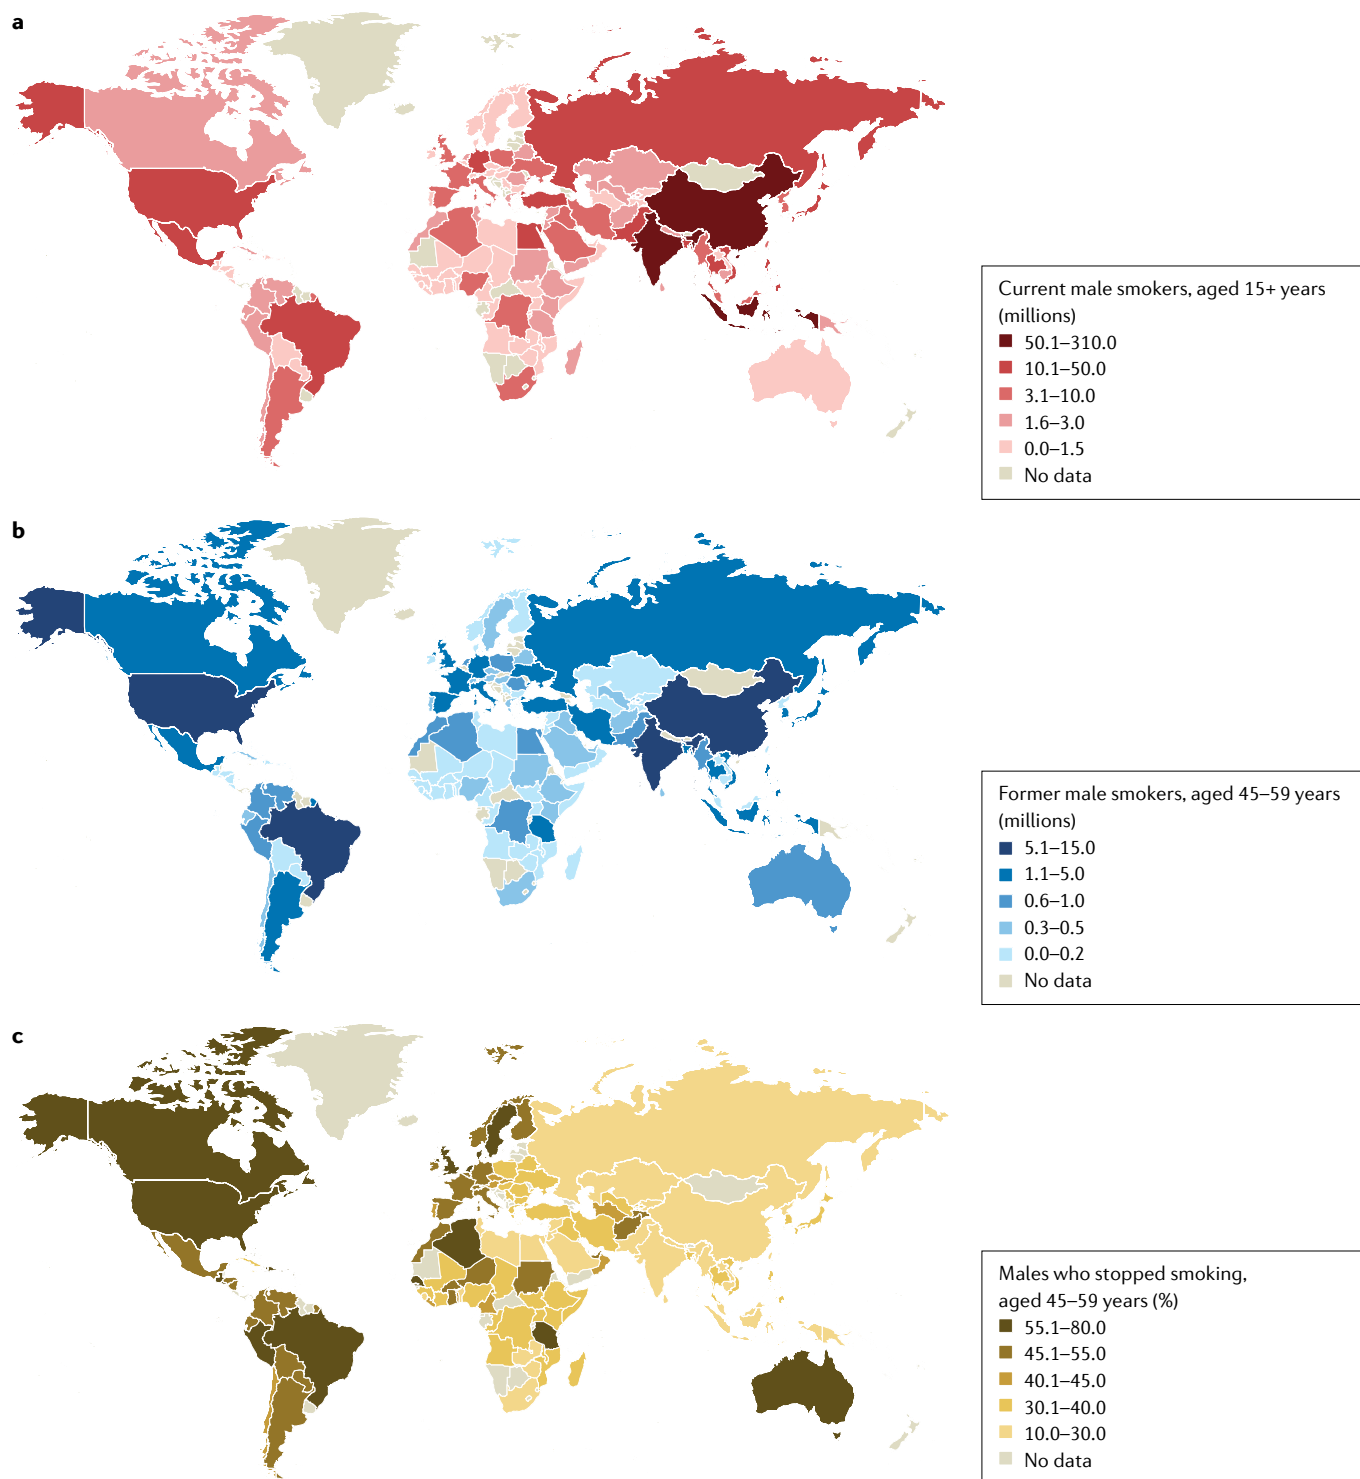 a
Current male smokers, aged 15+ years
(millions)
50.1–310.0
10.1–50.0
3.1–10.0
1.6–3.0
0.0–1.5
No data
b
Former male smokers, aged 45–59 years
(millions)
5.1–15.0
1.1–5.0
0.6–1.0
0.3–0.5
0.0–0.2
No data
c
Males who stopped smoking,
aged 45–59 years (%)
55.1–80.0
45.1–55.0
40.1–45.0
30.1–40.0
10.0–30.0
No data